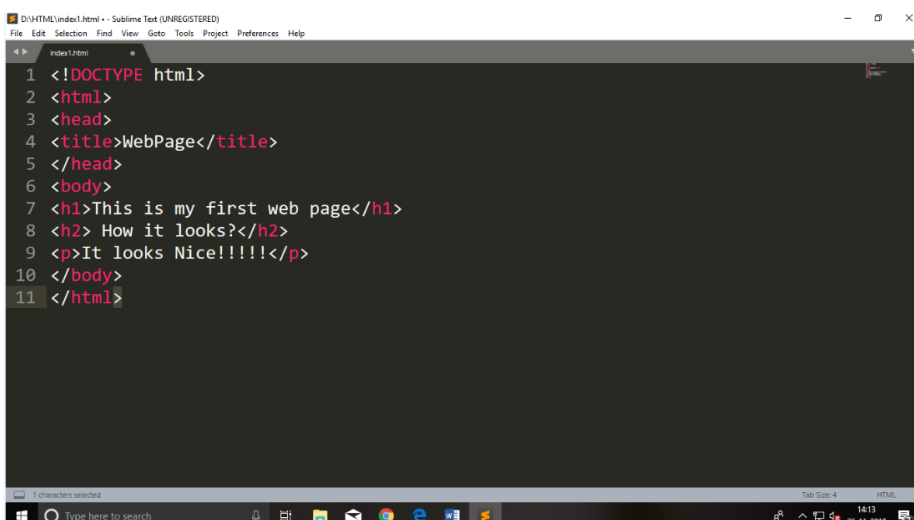 D:\HTML\index1.html • - Sublime Text (UNREGISTERED)
File Edit Selection Find View Goto Tools Project Preferences Help
index1.html
1 <!DOCTYPE html>
2 <html>
3 <head>
4 <title>WebPage</title>
5 </head>
6 <body>
7 <h1>This is my first web page</h1>
8 <h2> How it looks?</h2>
9 <p>It looks Nice!!!!!</p>
10 </body>
11 </html>
1 characters selected
Tab Size: 4 HTML
Type here to search
14:13